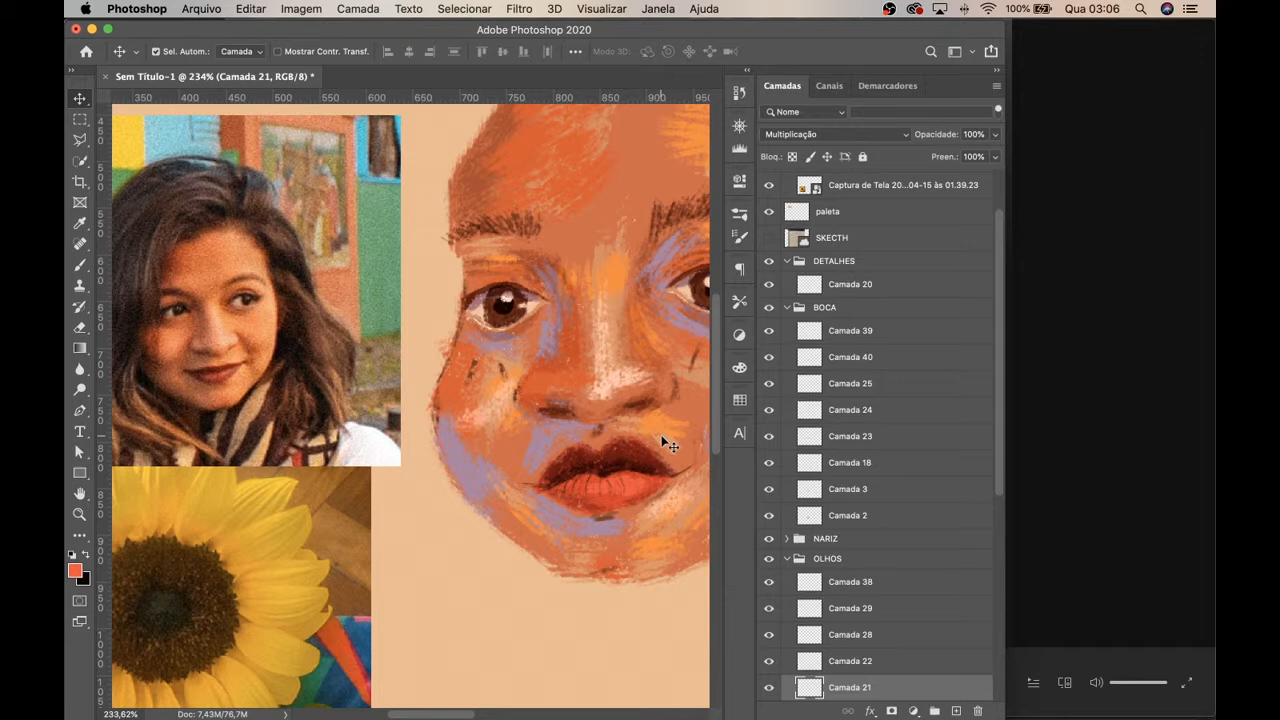 Photoshop Arquivo Editar Imagem Camada Texto Selecionar Filtro 3D Visualizar Janela Ajuda 100% Qua 03:06
Adobe Photoshop 2020
Sel. Autom.: Camada Mostrar Contr. Transf. Modo 3D:
Sem Título-1 @ 234% (Camada 21, RGB/8) *
350 400 450 500 550 600 650 700 750 800 850 900 950
Camadas Canais Demarcadores
Nome
Multiplicação Opacidade: 100%
Bloq.: Preen.: 100%
Captura de Tela 20...04-15 às 01.39.23
paleta
SKECTH
DETALHES
Camada 20
BOCA
Camada 39
Camada 40
Camada 25
Camada 24
Camada 23
Camada 18
Camada 3
Camada 2
NARIZ
OLHOS
Camada 38
Camada 29
Camada 28
Camada 22
Camada 21
233,62% Doc: 7,43M/76,7M